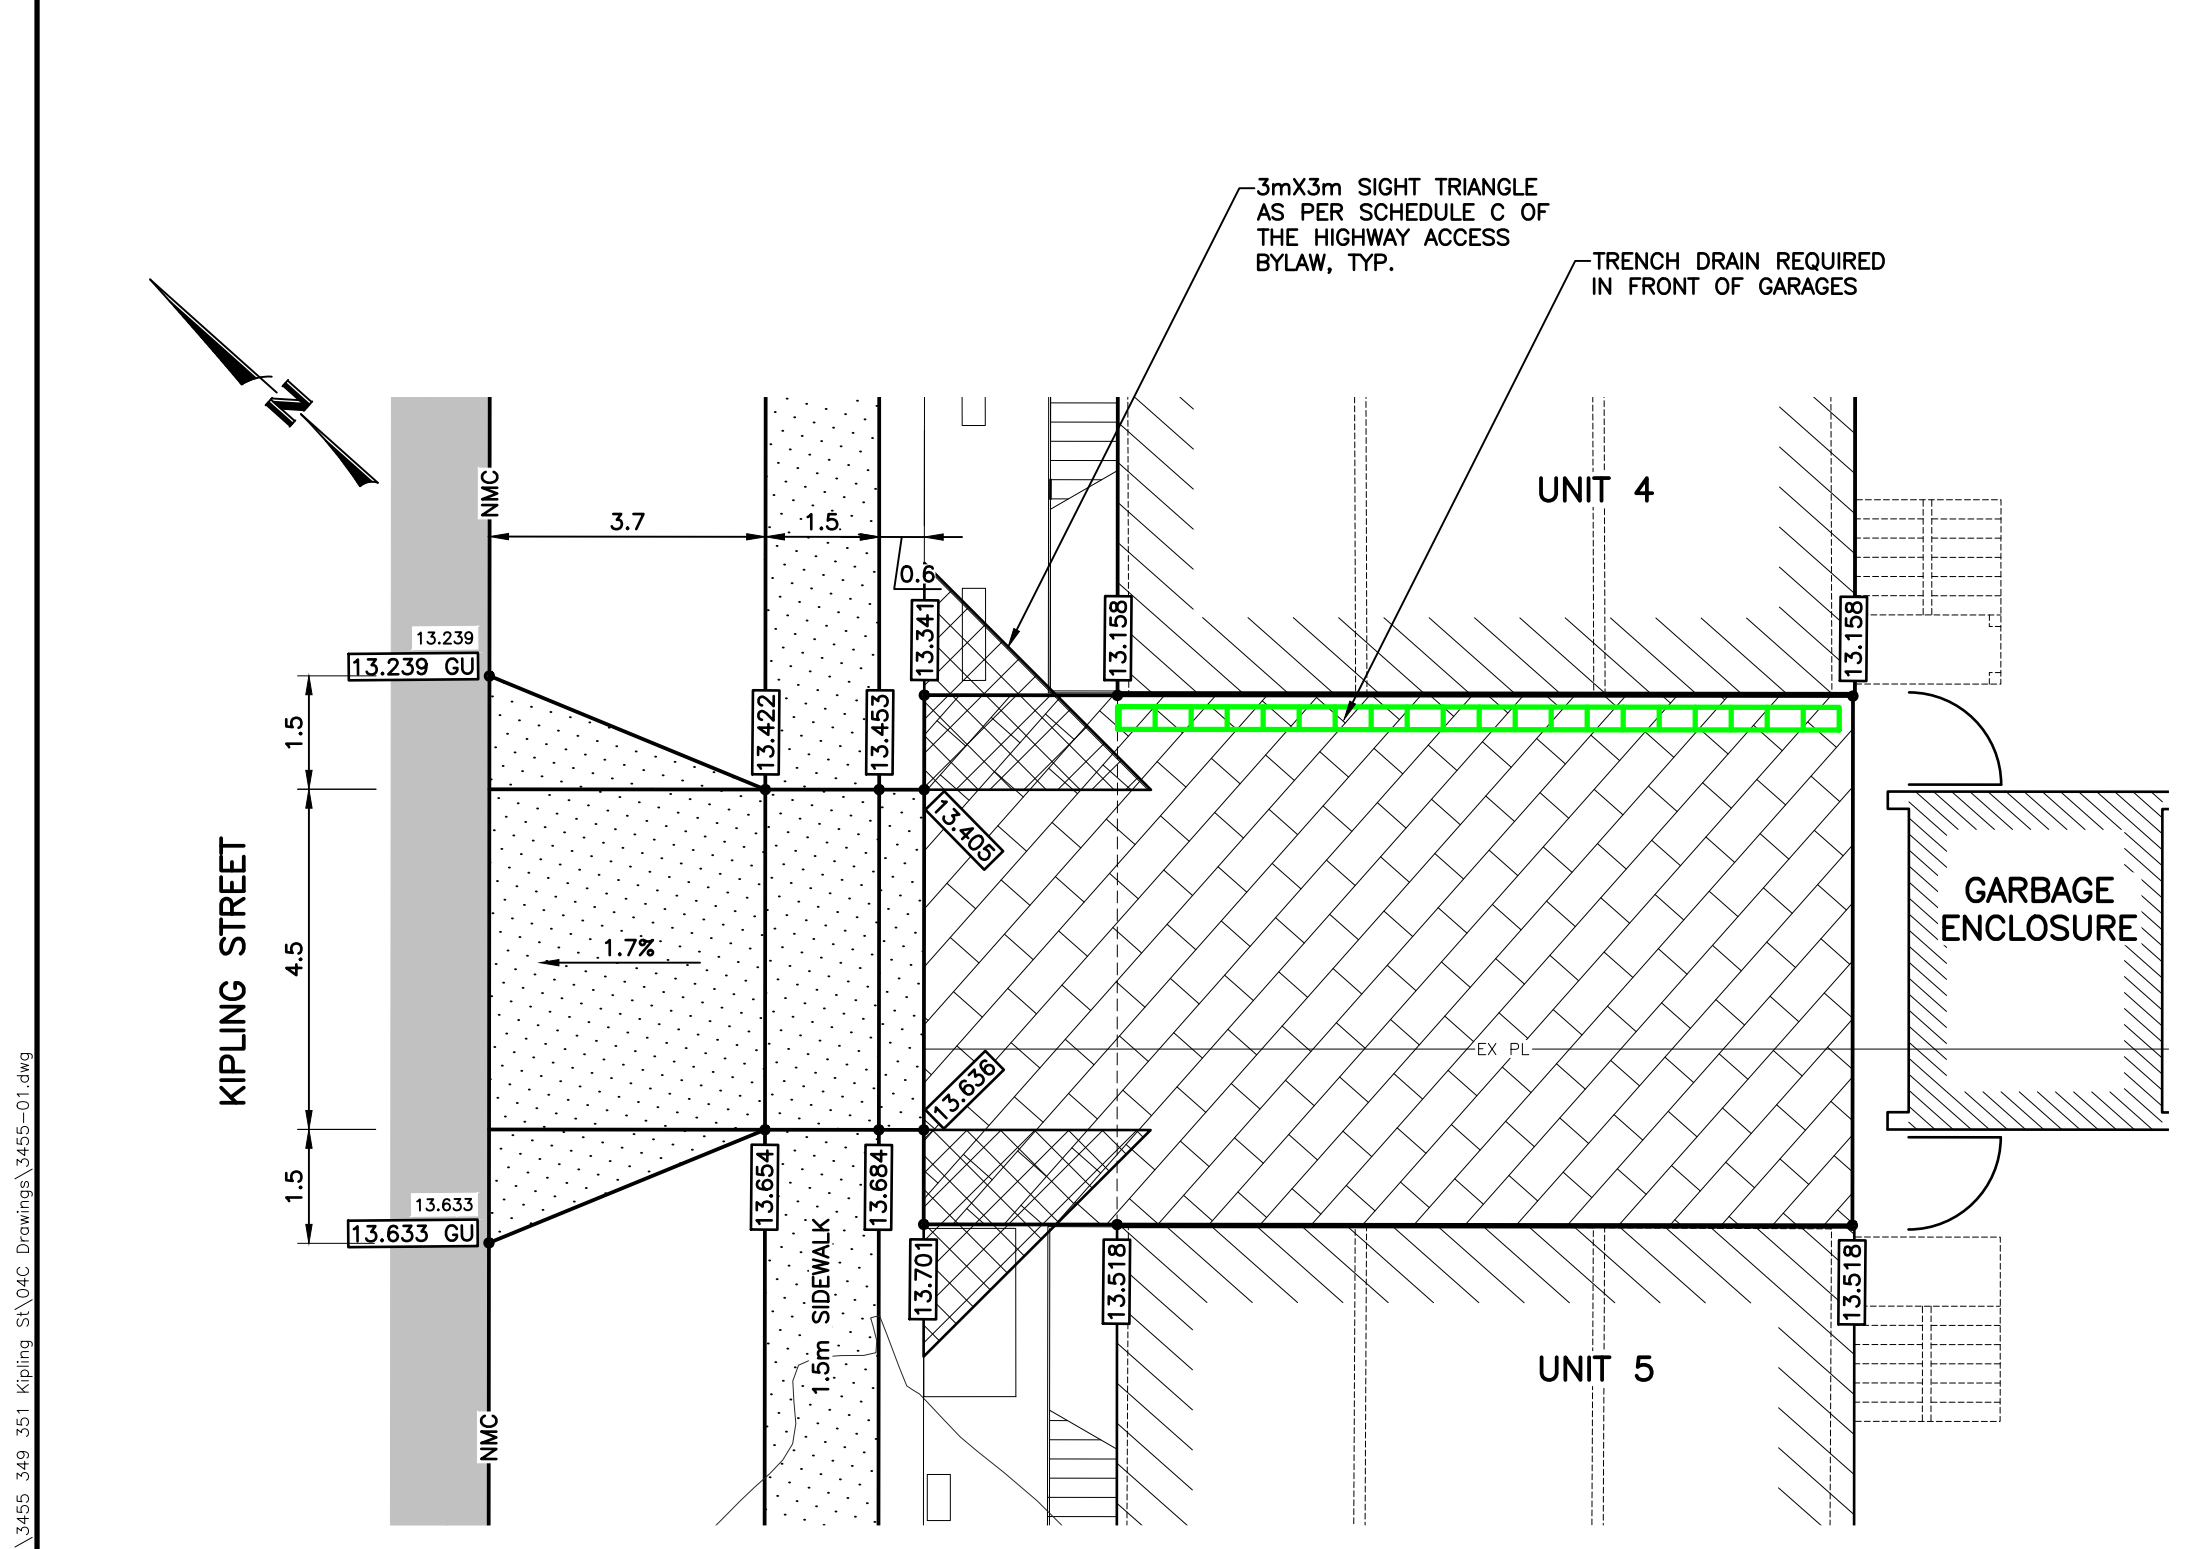 3mX3m SIGHT TRIANGLE
AS PER SCHEDULE C OF
THE HIGHWAY ACCESS
BYLAW, TYP.
TRENCH DRAIN REQUIRED
IN FRONT OF GARAGES
N
NMC
UNIT 4
3.7
1.5
0.6
13.341
13.158
13.158
13.239
13.239 GU
13.422
13.453
1.5
13.405
KIPLING STREET
4.5
1.7%
GARBAGE
ENCLOSURE
EX PL
13.636
1.5
13.633
13.633 GU
13.654
13.684
13.701
13.518
13.518
1.5m SIDEWALK
UNIT 5
NMC
\3455 349 351 Kipling St\04C Drawings\3455-01.dwg